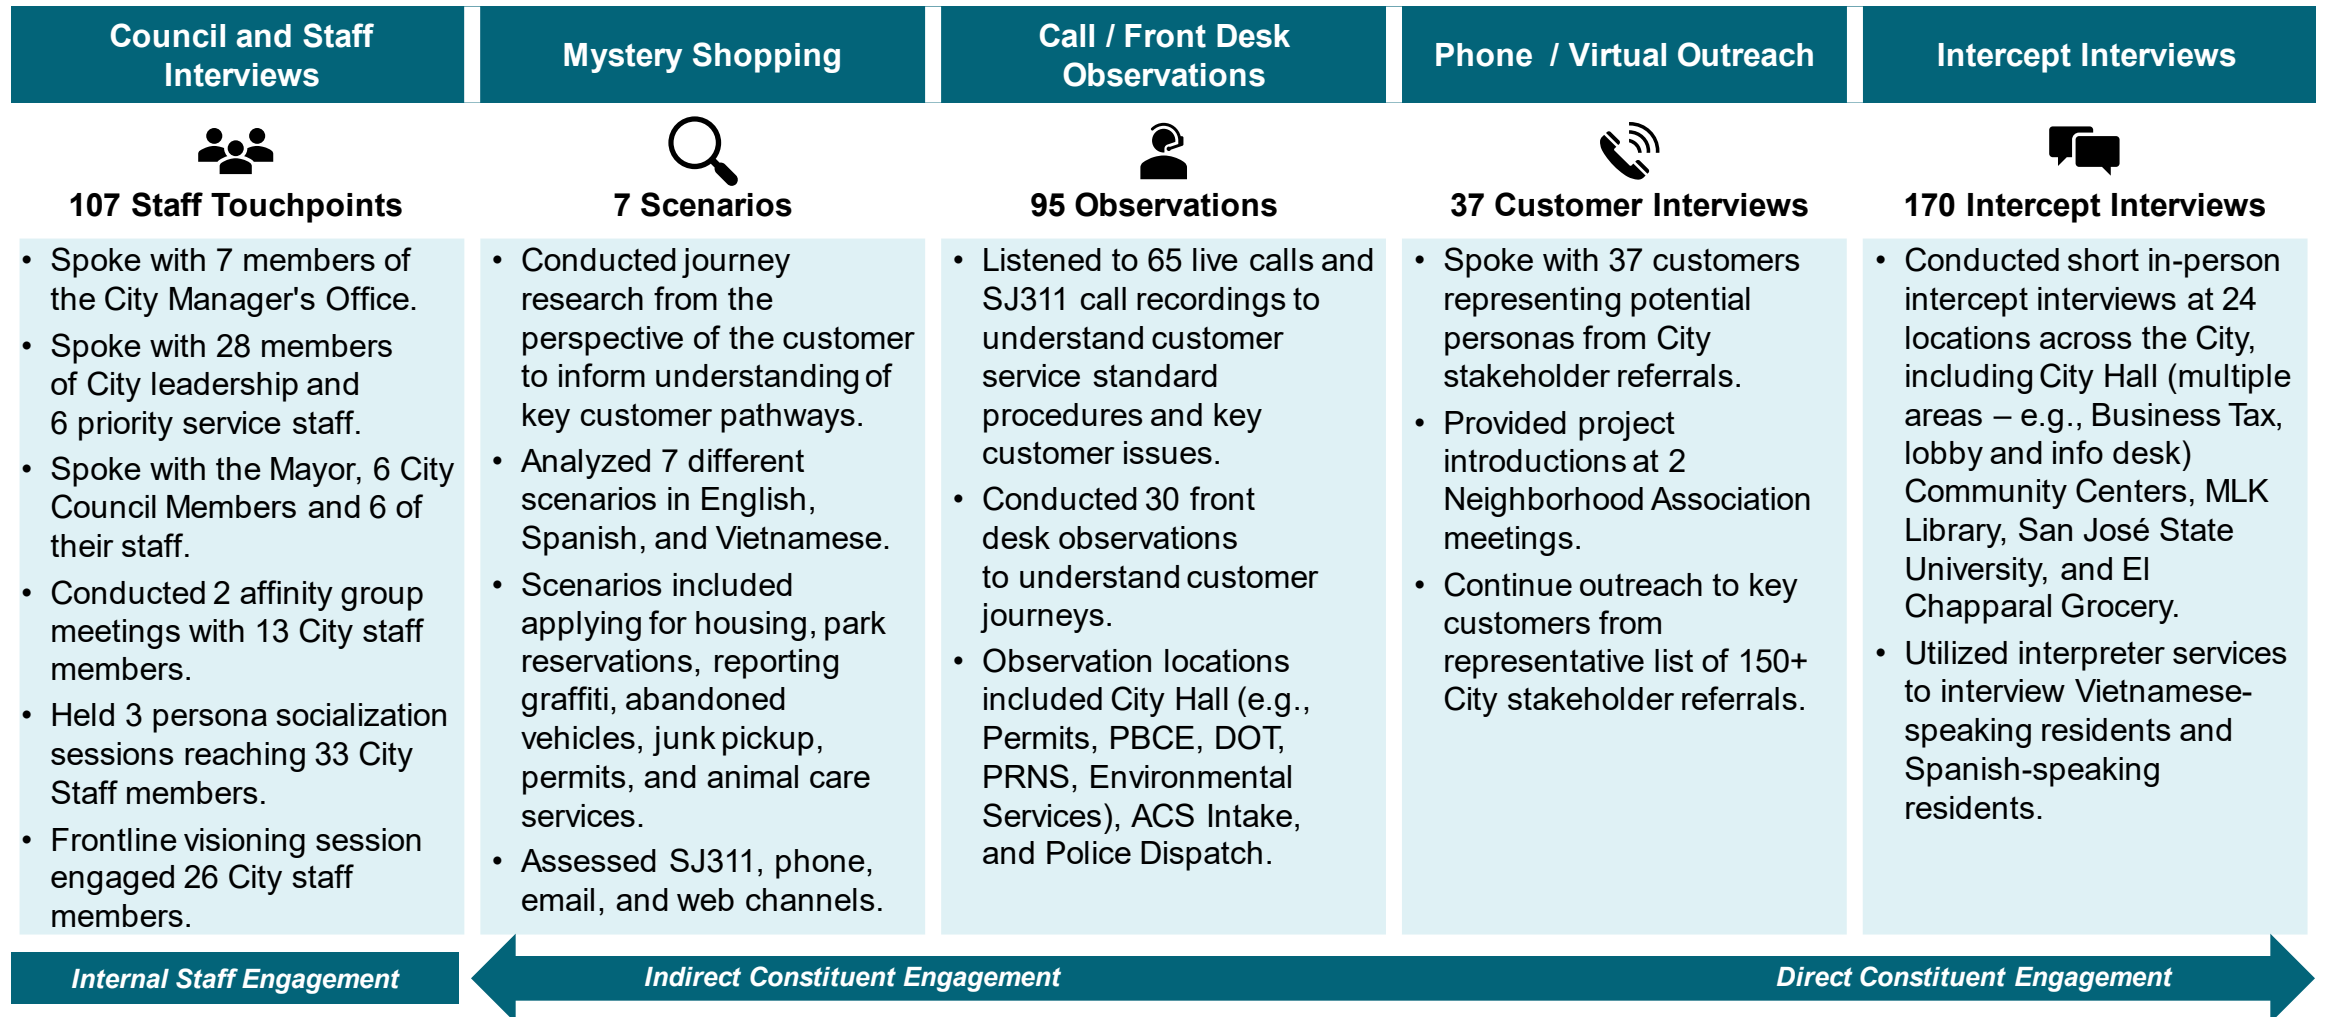 Council and Staff
Interviews
107 Staff Touchpoints
• Spoke with 7 members of
the City Manager's Office.
• Spoke with 28 members
of City leadership and
6 priority service staff.
• Spoke with the Mayor, 6 City
Council Members and 6 of
their staff.
• Conducted 2 affinity group
meetings with 13 City staff
members.
• Held 3 persona socialization
sessions reaching 33 City
Staff members.
• Frontline visioning session
engaged 26 City staff
members.
Mystery Shopping
7 Scenarios
• Conducted journey
research from the
perspective of the customer
to inform understanding of
key customer pathways.
• Analyzed 7 different
scenarios in English,
Spanish, and Vietnamese.
• Scenarios included
applying for housing, park
reservations, reporting
graffiti, abandoned
vehicles, junk pickup,
permits, and animal care
services.
• Assessed SJ311, phone,
email, and web channels.
Call / Front Desk
Observations
95 Observations
• Listened to 65 live calls and
SJ311 call recordings to
understand customer
service standard
procedures and key
customer issues.
• Conducted 30 front
desk observations
to understand customer
journeys.
• Observation locations
included City Hall (e.g.,
Permits, PBCE, DOT,
PRNS, Environmental
Services), ACS Intake,
and Police Dispatch.
Phone / Virtual Outreach
37 Customer Interviews
• Spoke with 37 customers
representing potential
personas from City
stakeholder referrals.
• Provided project
introductions at 2
Neighborhood Association
meetings.
• Continue outreach to key
customers from
representative list of 150+
City stakeholder referrals.
Intercept Interviews
170 Intercept Interviews
• Conducted short in-person
intercept interviews at 24
locations across the City,
including City Hall (multiple
areas – e.g., Business Tax,
lobby and info desk)
Community Centers, MLK
Library, San José State
University, and El
Chapparal Grocery.
• Utilized interpreter services
to interview Vietnamese-
speaking residents and
Spanish-speaking
residents.
Internal Staff Engagement
Indirect Constituent Engagement
Direct Constituent Engagement